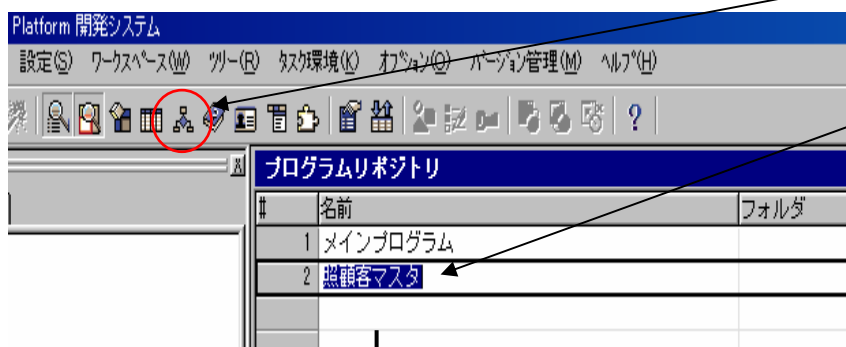 Platform 開発システム
設定(S) ワークスペース(W) ツリー(R) タスク環境(K) オプション(O) バージョン管理(M) ヘルプ(H)
?
プログラムリポジトリ
# 名前 フォルダ
1 メインプログラム
2 照顧客マスタ